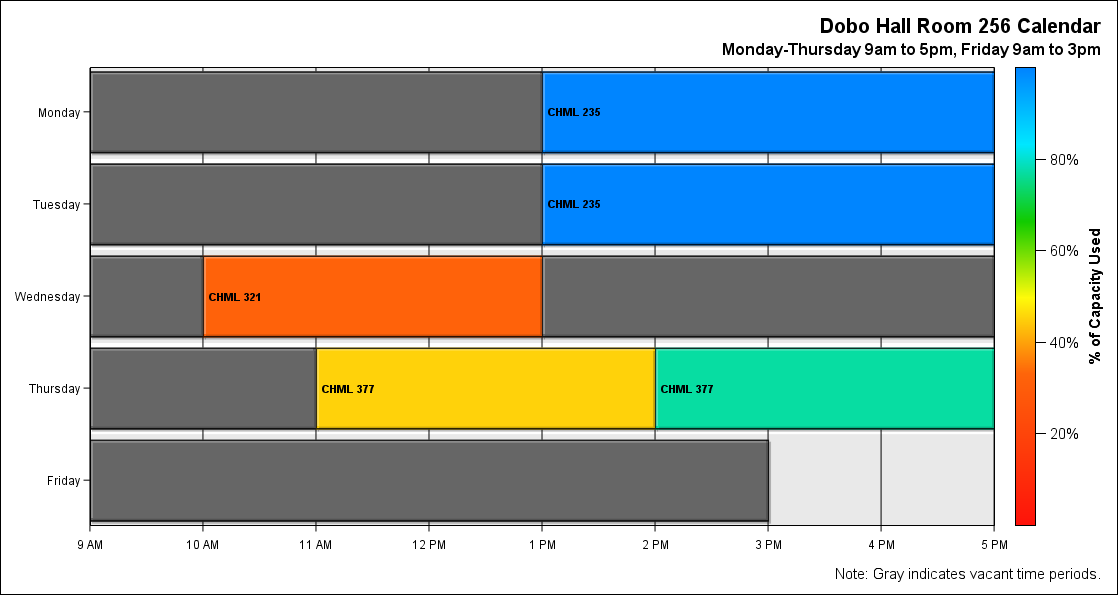 Dobo Hall Room 256 Calendar
Monday-Thursday 9am to 5pm, Friday 9am to 3pm
Monday
CHML 235
Tuesday
CHML 235
Wednesday
CHML 321
Thursday
CHML 377
CHML 377
Friday
9 AM
10 AM
11 AM
12 PM
1 PM
2 PM
3 PM
4 PM
5 PM
80%
60%
40%
20%
% of Capacity Used
Note: Gray indicates vacant time periods.